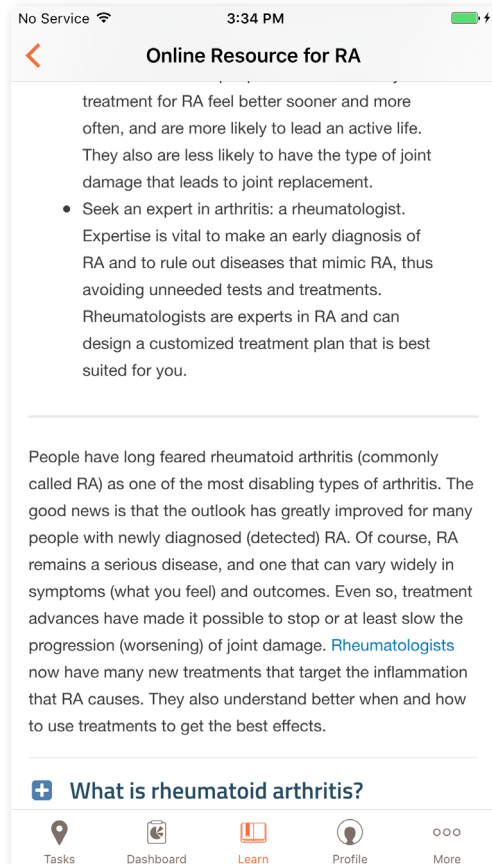 No Service 3:34 PM
Online Resource for RA
treatment for RA feel better sooner and more
often, and are more likely to lead an active life.
They also are less likely to have the type of joint
damage that leads to joint replacement.
Seek an expert in arthritis: a rheumatologist.
Expertise is vital to make an early diagnosis of
RA and to rule out diseases that mimic RA, thus
avoiding unneeded tests and treatments.
Rheumatologists are experts in RA and can
design a customized treatment plan that is best
suited for you.
People have long feared rheumatoid arthritis (commonly
called RA) as one of the most disabling types of arthritis. The
good news is that the outlook has greatly improved for many
people with newly diagnosed (detected) RA. Of course, RA
remains a serious disease, and one that can vary widely in
symptoms (what you feel) and outcomes. Even so, treatment
advances have made it possible to stop or at least slow the
progression (worsening) of joint damage. Rheumatologists
now have many new treatments that target the inflammation
that RA causes. They also understand better when and how
to use treatments to get the best effects.
What is rheumatoid arthritis?
Tasks Dashboard Learn Profile More